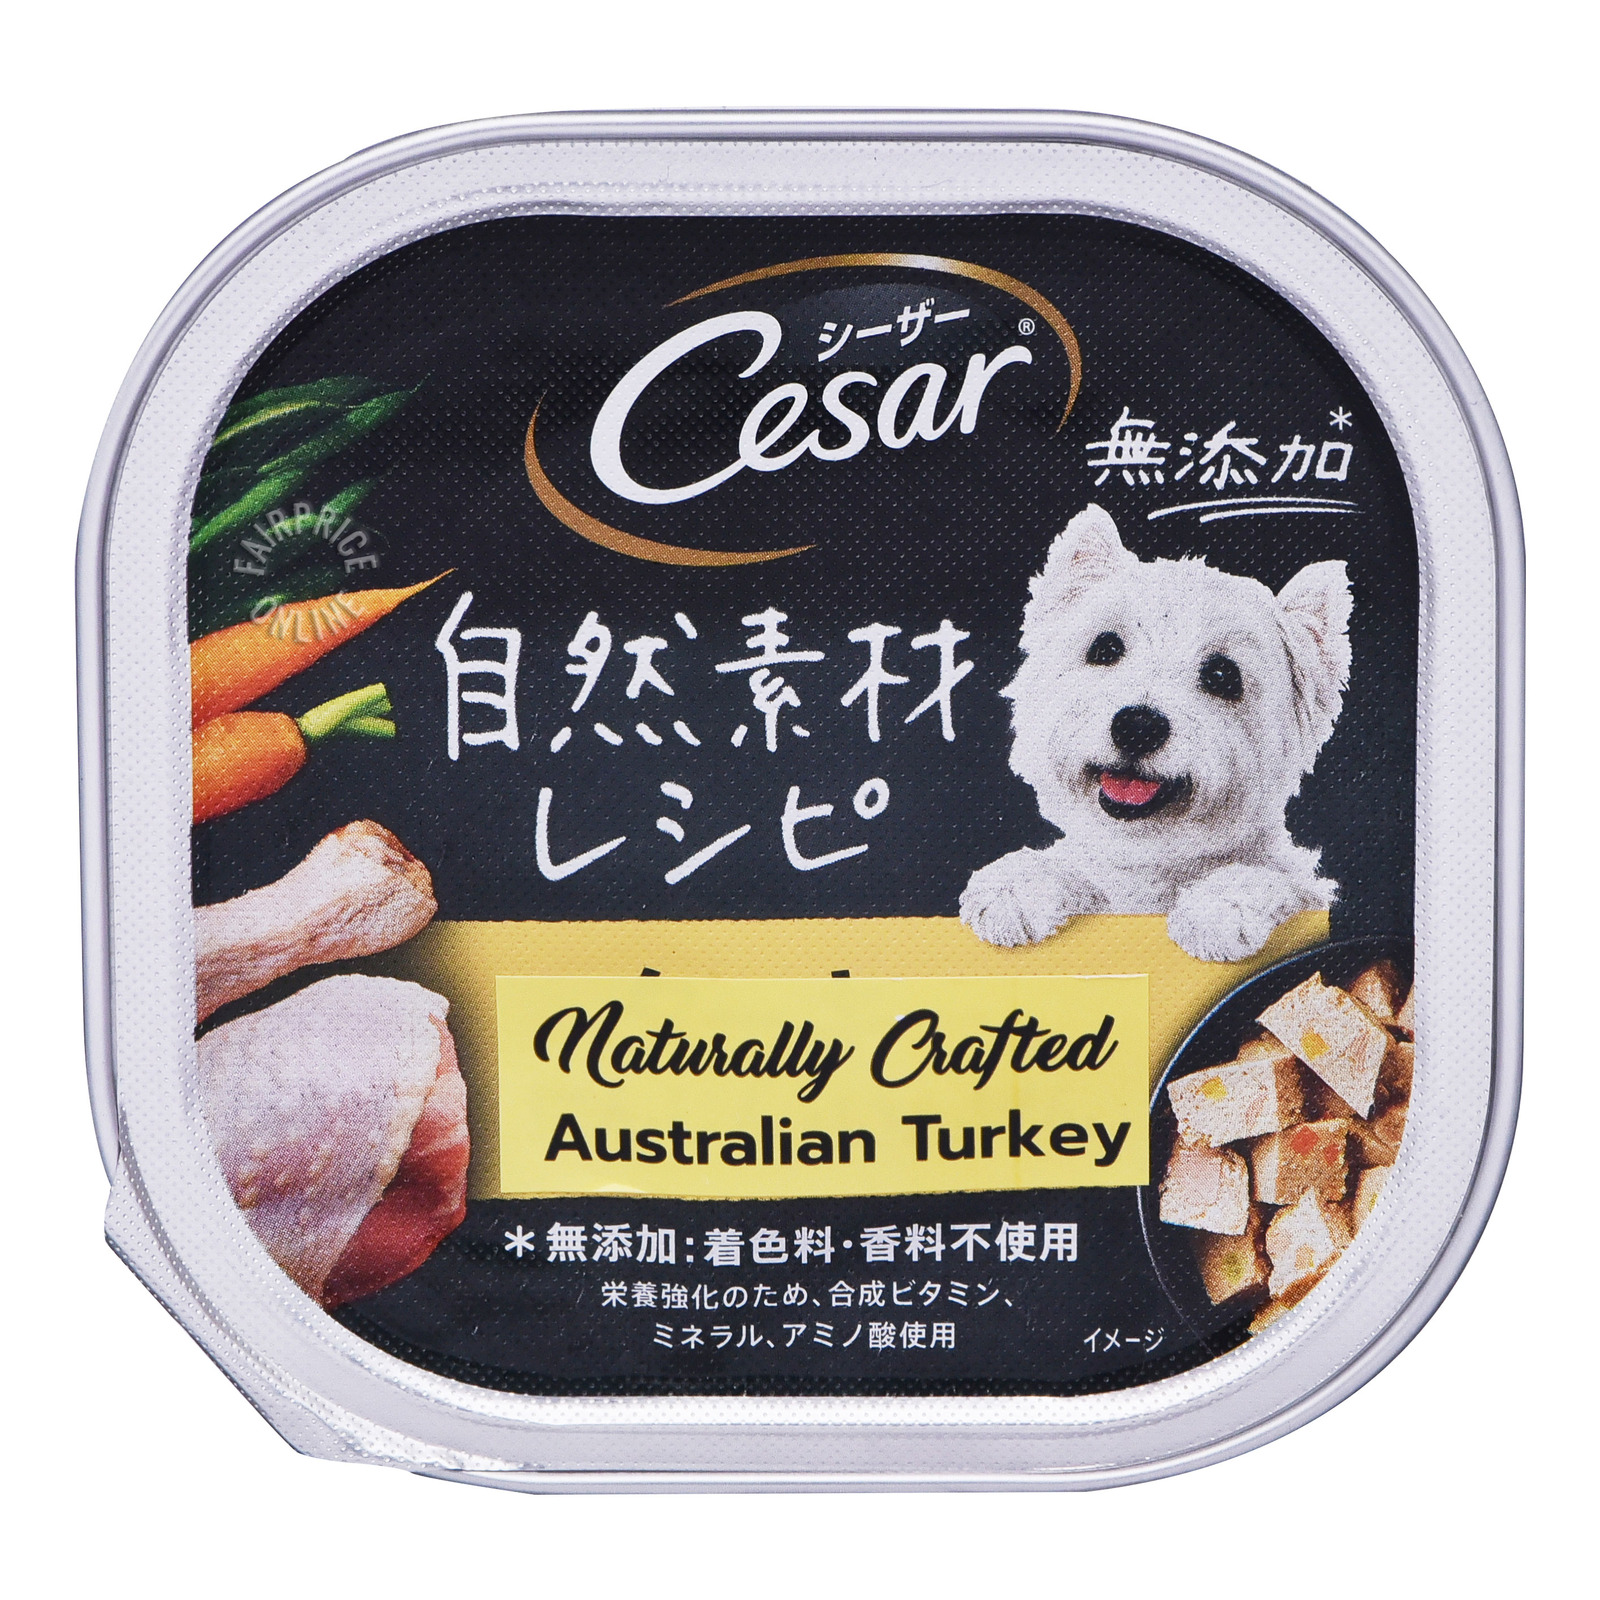 シーザー
Cesar®
無添加*
FAIRPRICE
ONLINE
自然素材
レシピ
Naturally Crafted
Australian Turkey
*無添加:着色料・香料不使用
栄養強化のため、合成ビタミン、
ミネラル、アミノ酸使用
イメージ